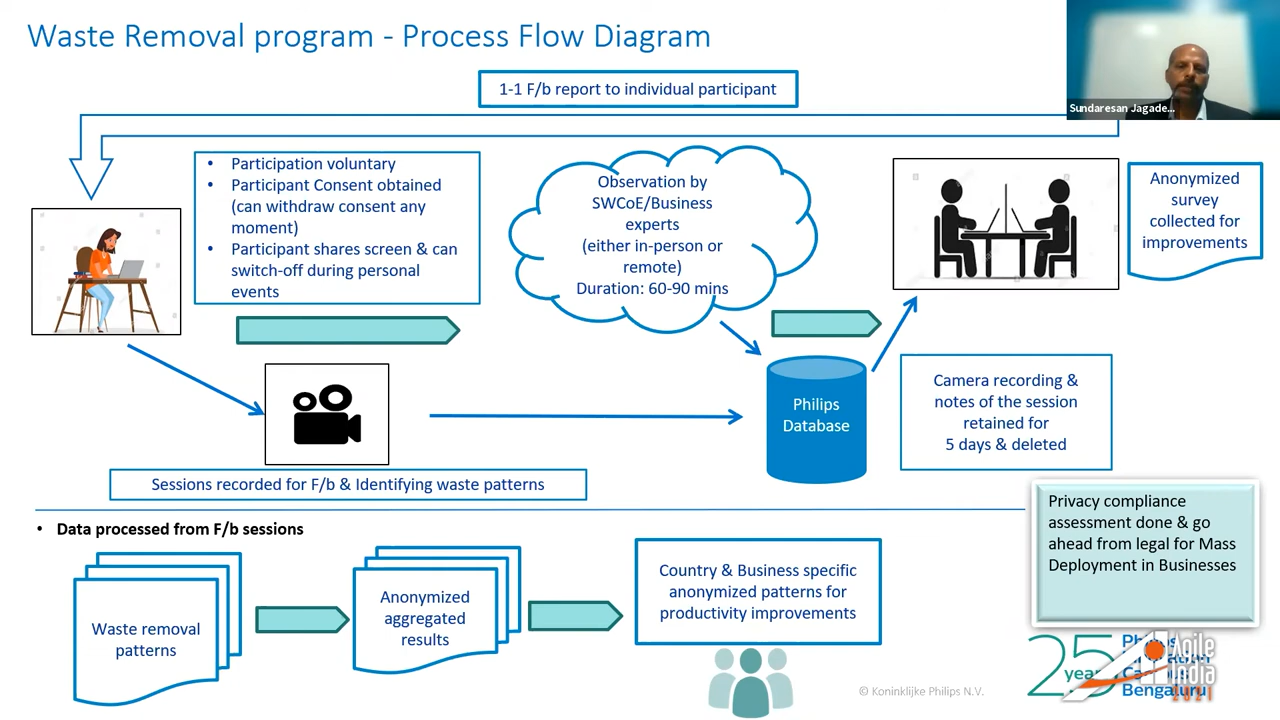 Waste Removal program - Process Flow Diagram
1-1 F/b report to individual participant
Sundaresan Jagade...
• Participation voluntary
• Participant Consent obtained
(can withdraw consent any
moment)
• Participant shares screen & can
switch-off during personal
events
Observation by
SWCoE/Business
experts
(either in-person or
remote)
Duration: 60-90 mins
Anonymized
survey
collected for
improvements
Philips
Database
Camera recording &
notes of the session
retained for
5 days & deleted
Sessions recorded for F/b & Identifying waste patterns
Privacy compliance
assessment done & go
ahead from legal for Mass
Deployment in Businesses
• Data processed from F/b sessions
Waste removal
patterns
Anonymized
aggregated
results
Country & Business specific
anonymized patterns for
productivity improvements
© Koninklijke Philips N.V.
25
years
Bengaluru
Agile
India
2021